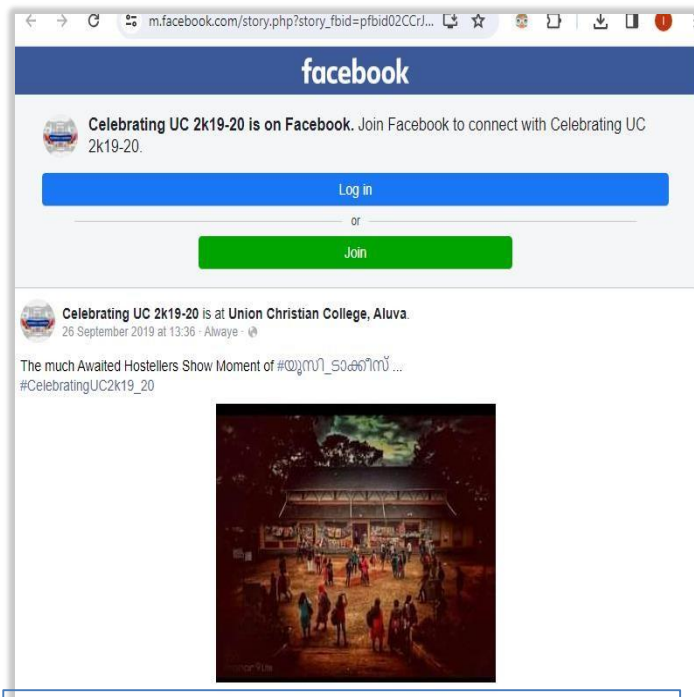 m.facebook.com/story.php?story_fbid=pfbid02CCrJ...
facebook
Celebrating UC 2k19-20 is on Facebook. Join Facebook to connect with Celebrating UC
2k19-20.
Log in
or
Join
Celebrating UC 2k19-20 is at Union Christian College, Aluva.
26 September 2019 at 13:36 · Alwaye ·
The much Awaited Hostellers Show Moment of #യൂസി_ടാക്കീസ് ...
#CelebratingUC2k19_20